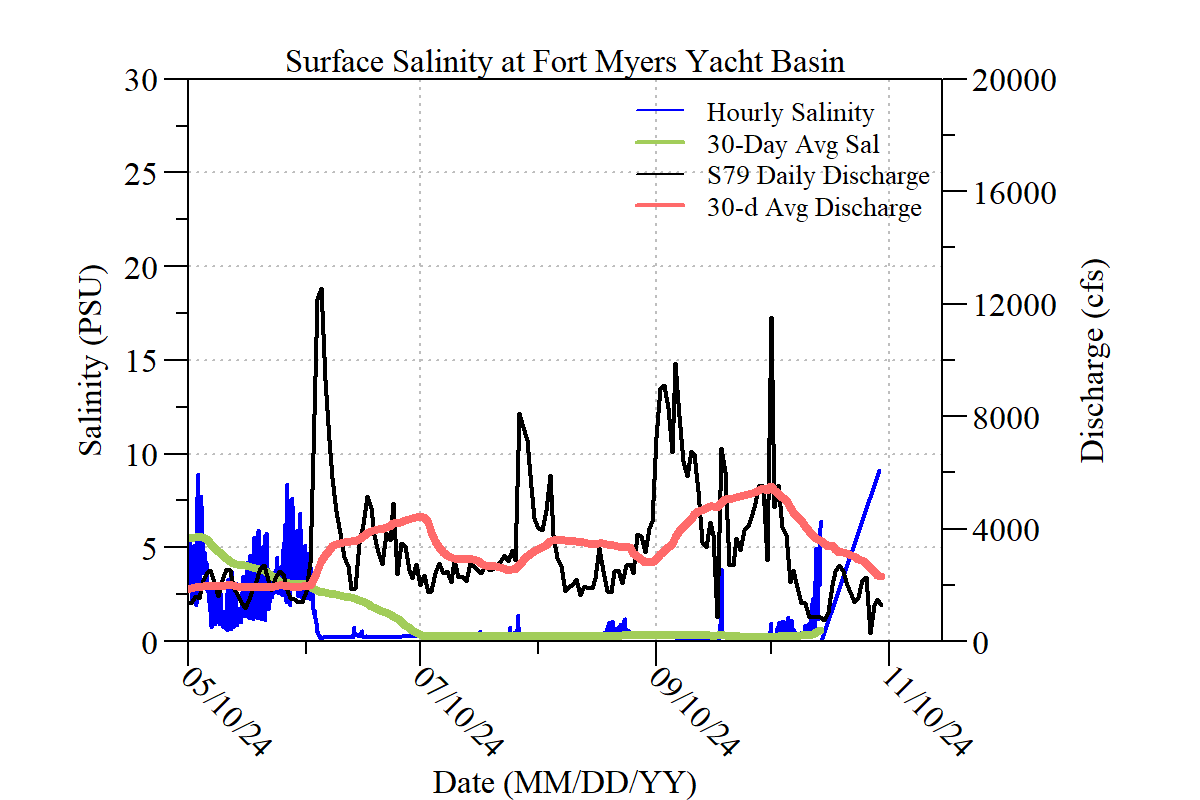 Surface Salinity at Fort Myers Yacht Basin
30
25
20
15
10
5
0
Salinity (PSU)
20000
16000
12000
8000
4000
0
Discharge (cfs)
Hourly Salinity
30-Day Avg Sal
S79 Daily Discharge
30-d Avg Discharge
05/10/24
07/10/24
09/10/24
11/10/24
Date (MM/DD/YY)